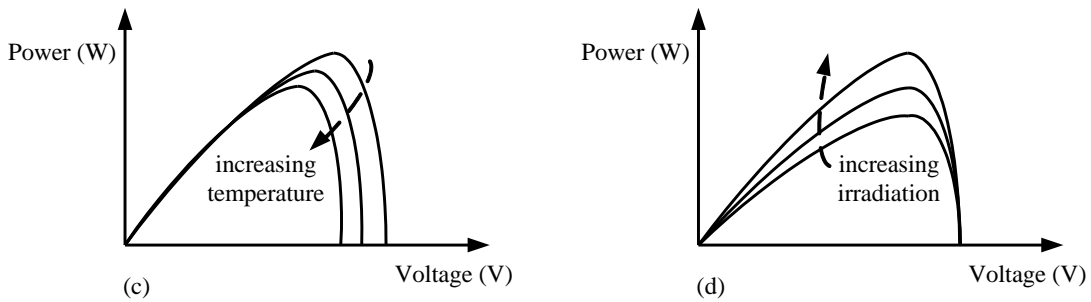 Power (W)
increasing
temperature
Voltage (V)
(c)
Power (W)
increasing
irradiation
Voltage (V)
(d)